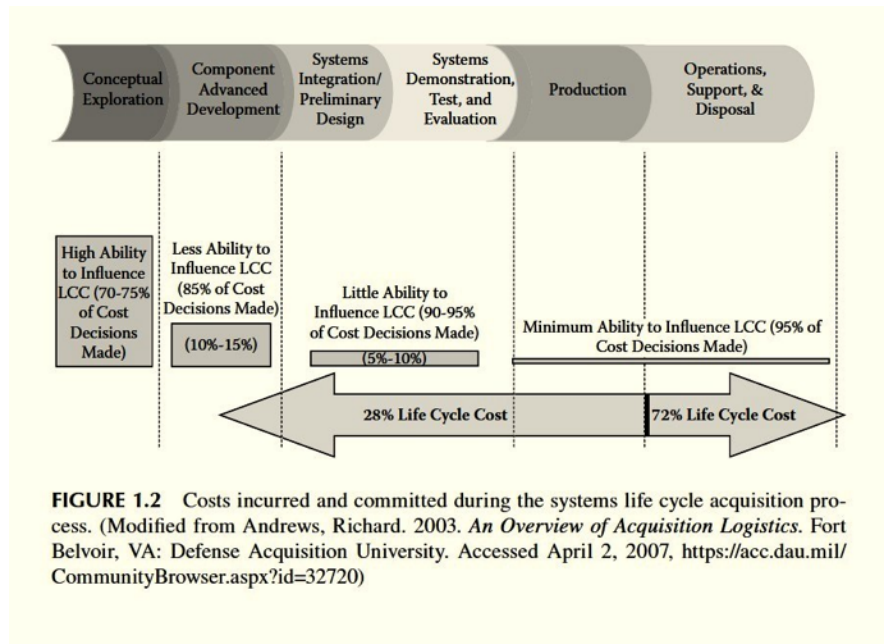 Conceptual
Exploration
Component
Advanced
Development
Systems
Integration/
Preliminary
Design
Systems
Demonstration,
Test, and
Evaluation
Production
Operations,
Support, &
Disposal
High Ability
to Influence
LCC (70-75%
of Cost
Decisions
Made)
Less Ability to
Influence LCC
(85% of Cost
Decisions Made)
(10%-15%)
Little Ability to
Influence LCC (90-95%
of Cost Decisions Made)
(5%-10%)
Minimum Ability to Influence LCC (95% of
Cost Decisions Made)
28% Life Cycle Cost
72% Life Cycle Cost
FIGURE 1.2 Costs incurred and committed during the systems life cycle acquisition pro-
cess. (Modified from Andrews, Richard. 2003. An Overview of Acquisition Logistics. Fort
Belvoir, VA: Defense Acquisition University. Accessed April 2, 2007, https://acc.dau.mil/
CommunityBrowser.aspx?id=32720)